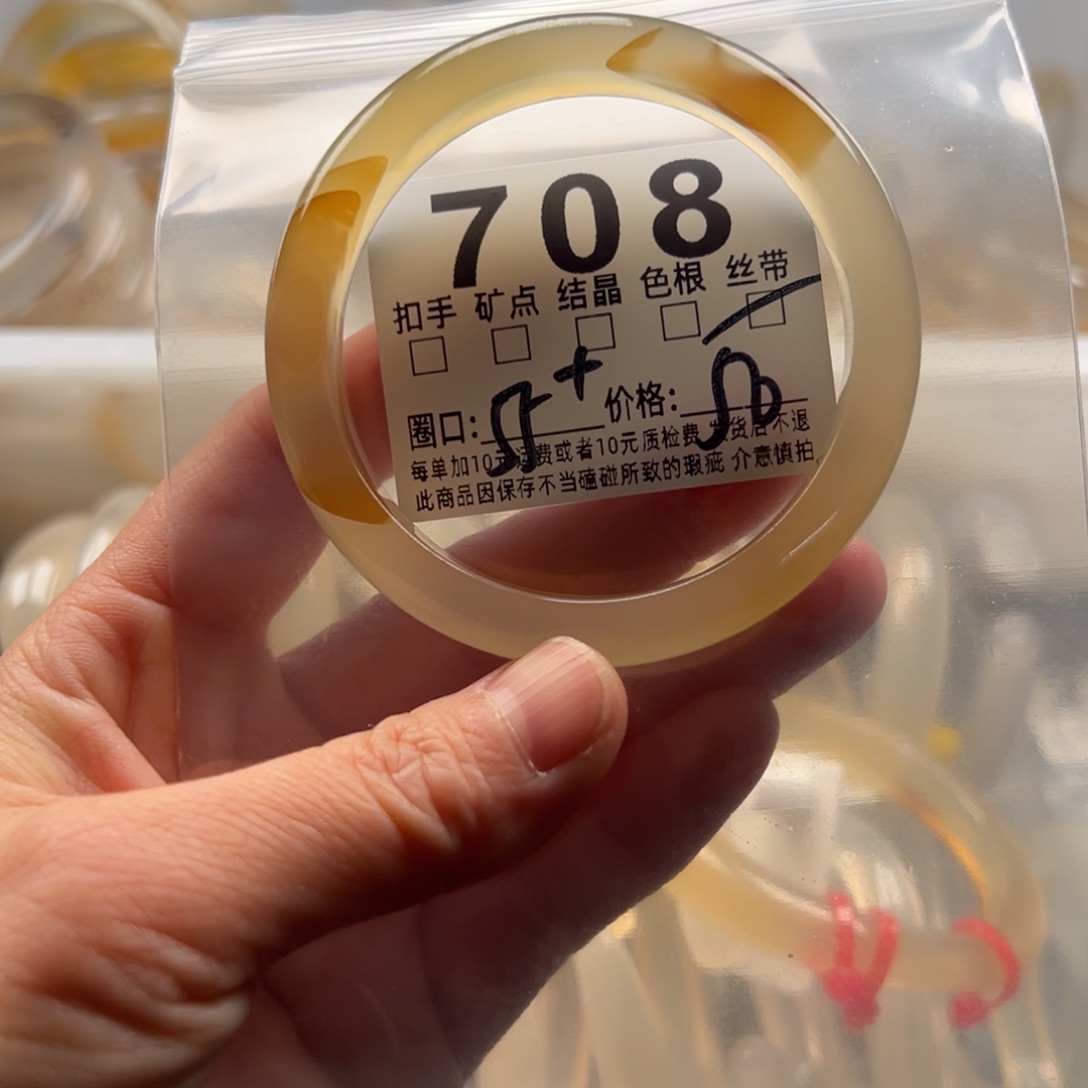 708
扣手 矿点 结晶 色根 丝带
圈口: 价格:
每单加10元运费或者10元质检费 发货后不退
此商品因保存不当磕碰所致的瑕疵 介意慎拍